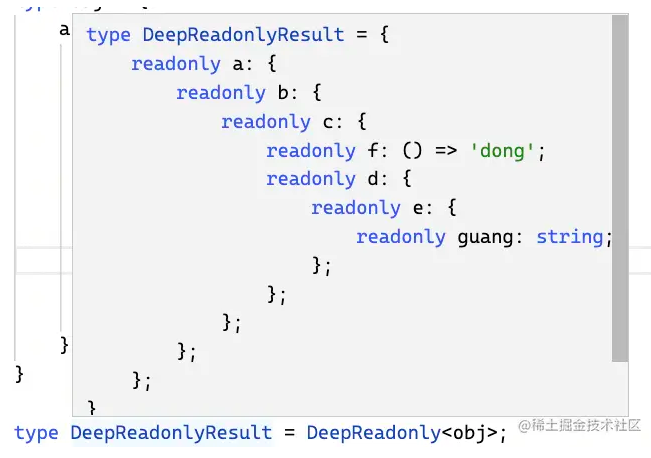 a
type DeepReadonlyResult = {
    readonly a: {
        readonly b: {
            readonly c: {
                readonly f: () => 'dong';
                readonly d: {
                    readonly e: {
                        readonly guang: string;
                    };
                };
            };
        };
    };
}
}
}
type DeepReadonlyResult = DeepReadonly<obj>;
@稀土掘金技术社区